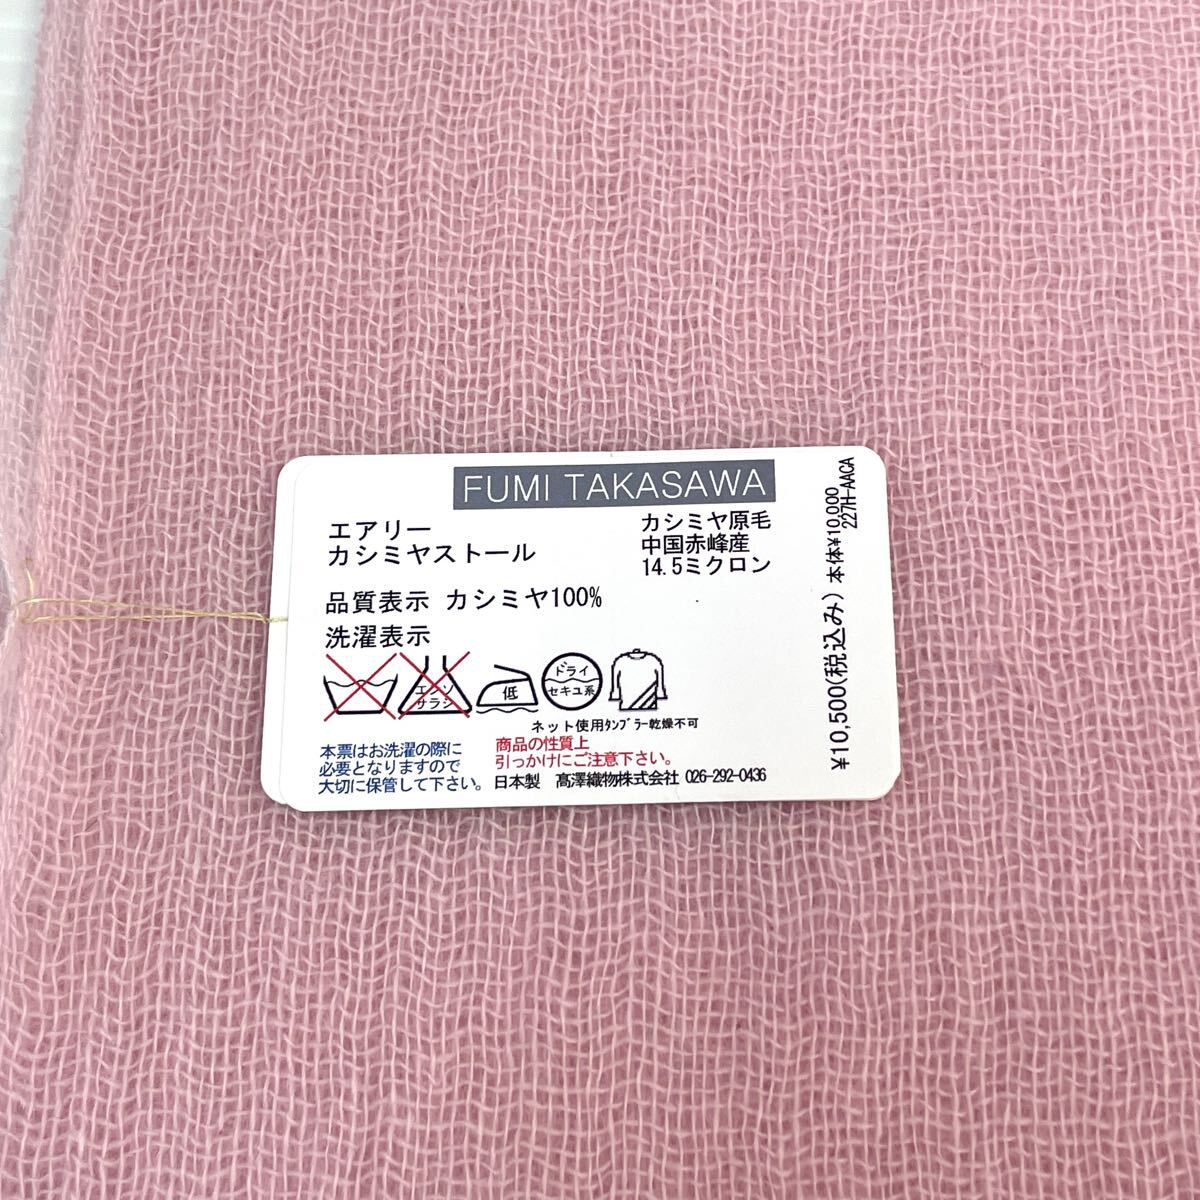 FUMI TAKASAWA
エアリー
カシミヤストール
カシミヤ原毛
中国赤峰産
14.5ミクロン
品質表示 カシミヤ100%
洗濯表示
エンソ
サラシ
低
ドライ
セキユ系
ネット使用タンブラー乾燥不可
本票はお洗濯の際に
必要となりますので
大切に保管して下さい。
商品の性質上
引っかけにご注意下さい。
日本製 髙澤織物株式会社 026-292-0436
¥10,500(税込み) 本体¥10,000
227H-AACA